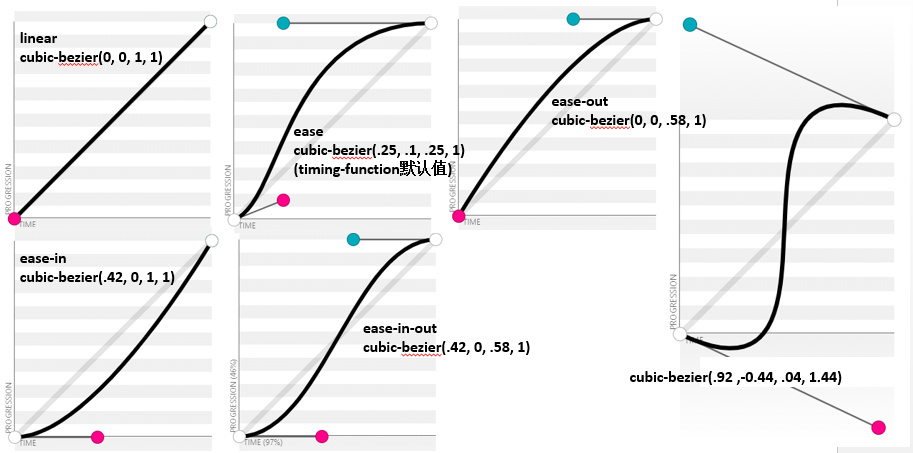 linear
cubic-bezier(0, 0, 1, 1)
PROGRESSION
TIME
ease
cubic-bezier(.25, .1, .25, 1)
(timing-function默认值)
PROGRESSION
TIME
ease-out
cubic-bezier(0, 0, .58, 1)
PROGRESSION
TIME
ease-in
cubic-bezier(.42, 0, 1, 1)
PROGRESSION
TIME
ease-in-out
cubic-bezier(.42, 0, .58, 1)
PROGRESSION (46%)
TIME (97%)
PROGRESSION
TIME
cubic-bezier(.92 ,-0.44, .04, 1.44)